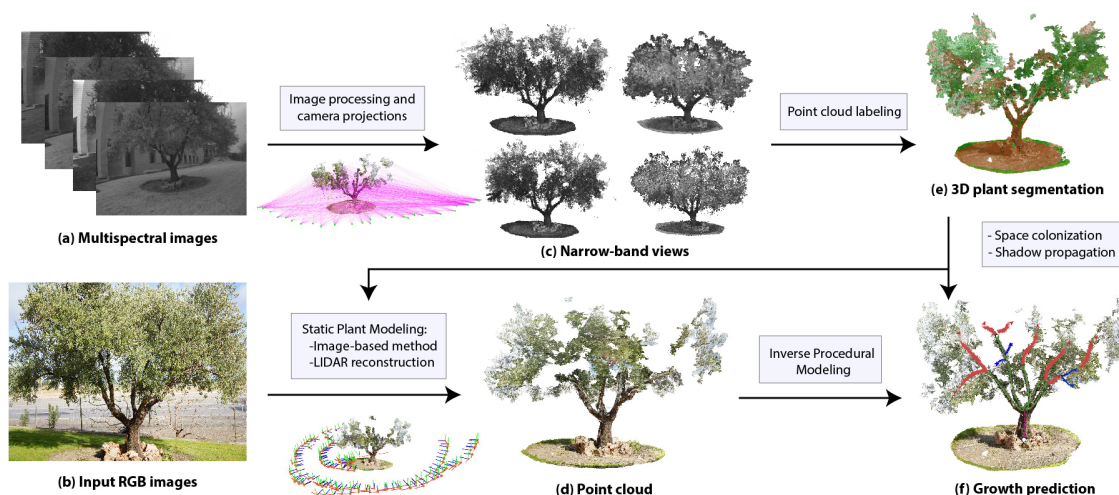 Image processing and
camera projections
Point cloud labeling
(a) Multispectral images
(c) Narrow-band views
(e) 3D plant segmentation
- Space colonization
- Shadow propagation
Static Plant Modeling:
-Image-based method
-LIDAR reconstruction
Inverse Procedural
Modeling
(b) Input RGB images
(d) Point cloud
(f) Growth prediction